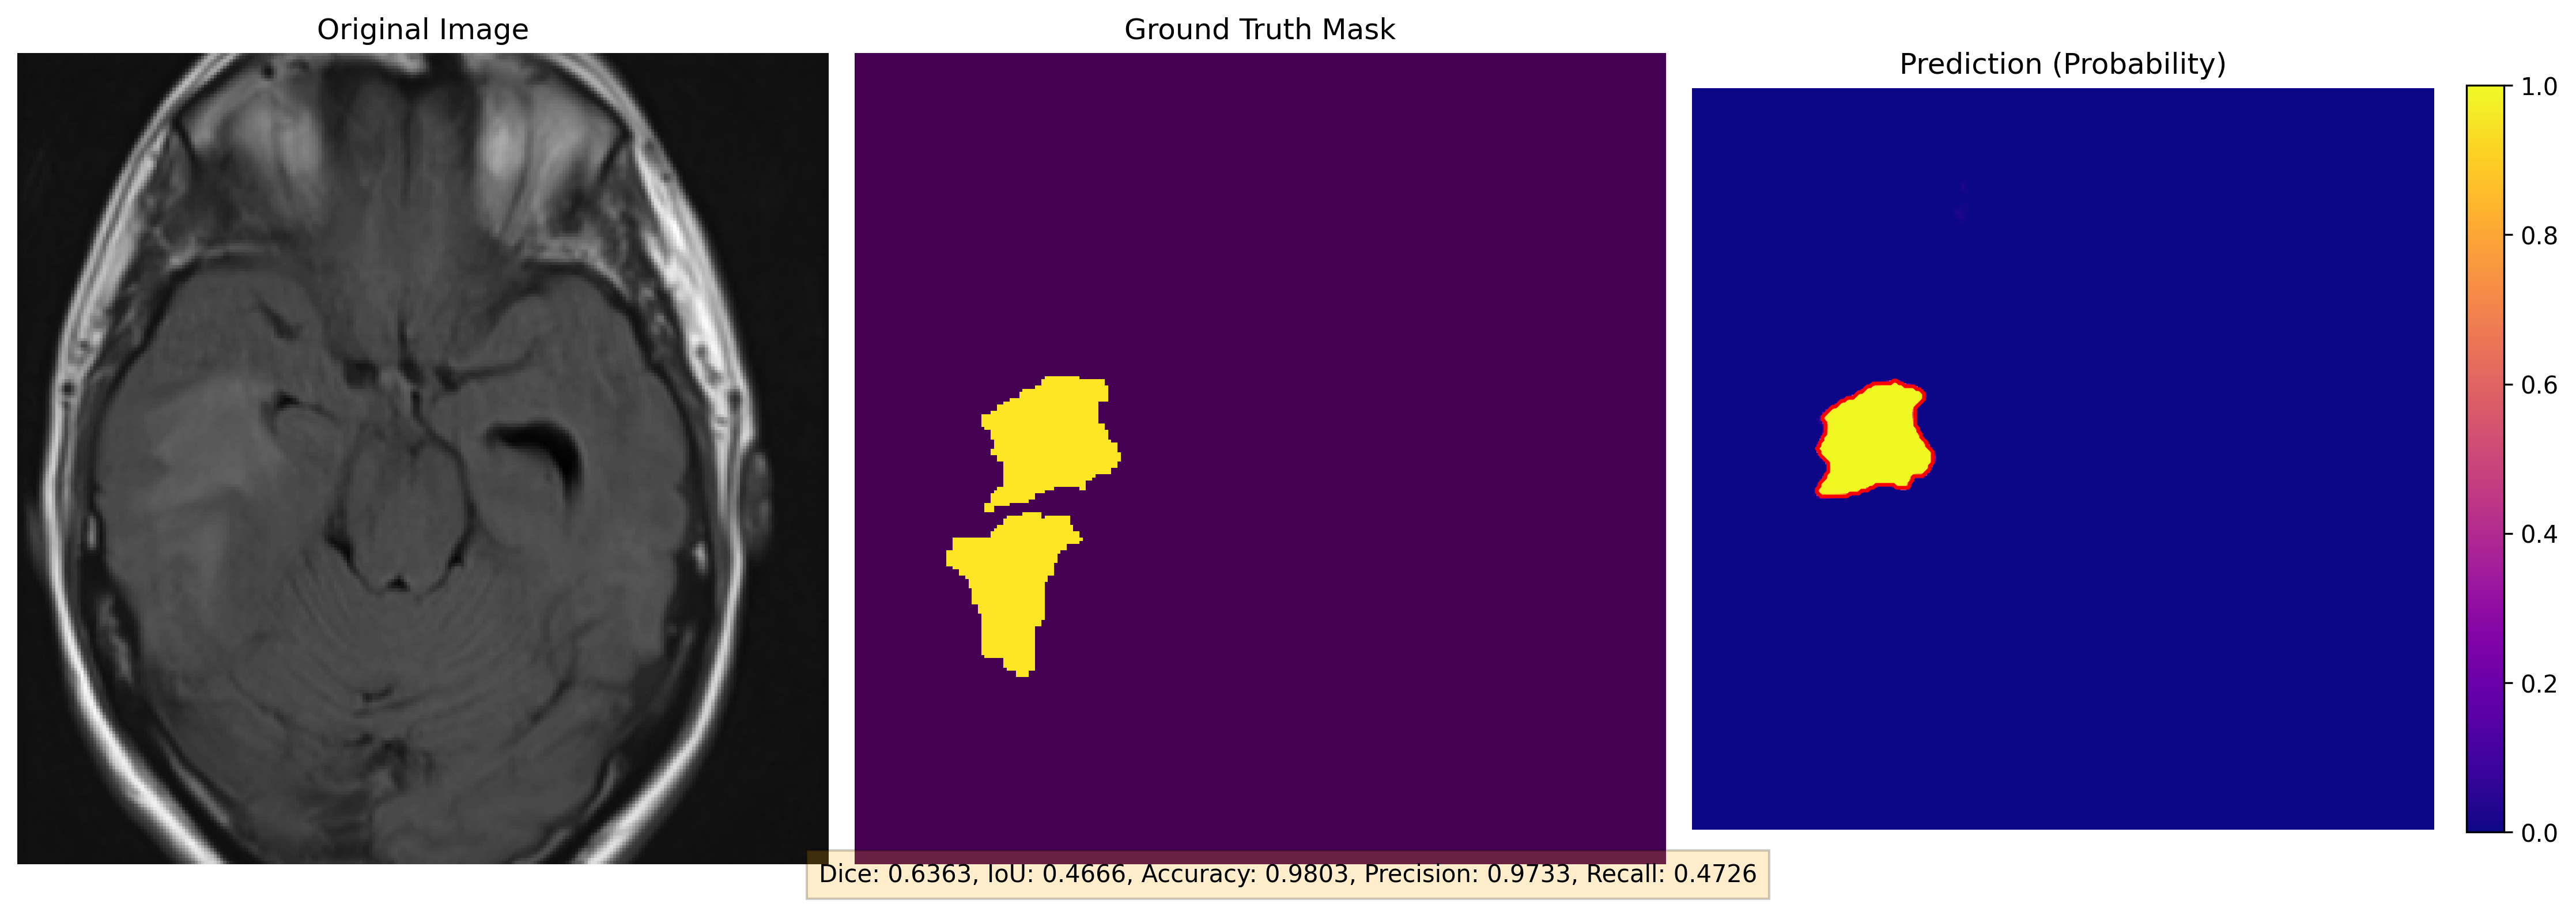 Original Image
Ground Truth Mask
Prediction (Probability)
1.0
0.8
0.6
0.4
0.2
0.0
Dice: 0.6363, IoU: 0.4666, Accuracy: 0.9803, Precision: 0.9733, Recall: 0.4726